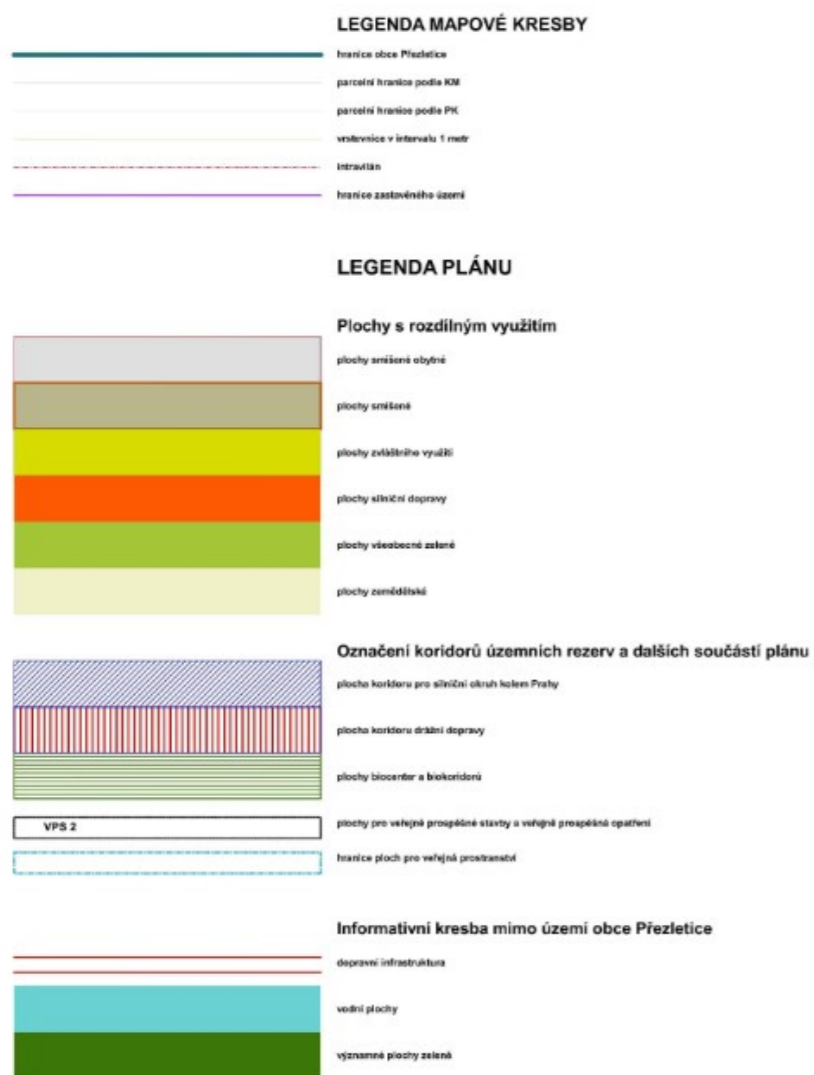 LEGENDA MAPOVÉ KRESBY
hranice obce Přezletice
parcelní hranice podle KM
parcelní hranice podle PK
vrstevnice v intervalu 1 metr
intravilán
hranice zastavěného území
LEGENDA PLÁNU
Plochy s rozdílným využitím
plochy smíšené obytné
plochy smíšené
plochy zvláštního využití
plochy silniční dopravy
plochy všeobecné zeleně
plochy zemědělské
Označení koridorů územních rezerv a dalších součástí plánu
plocha koridoru pro silniční okruh kolem Prahy
plocha koridoru drážní dopravy
plochy biocenter a biokoridorů
VPS 2 plochy pro veřejně prospěšné stavby a veřejně prospěšná opatření
hranice ploch pro veřejná prostranství
Informativní kresba mimo území obce Přezletice
dopravní infrastruktura
vodní plochy
významné plochy zeleně